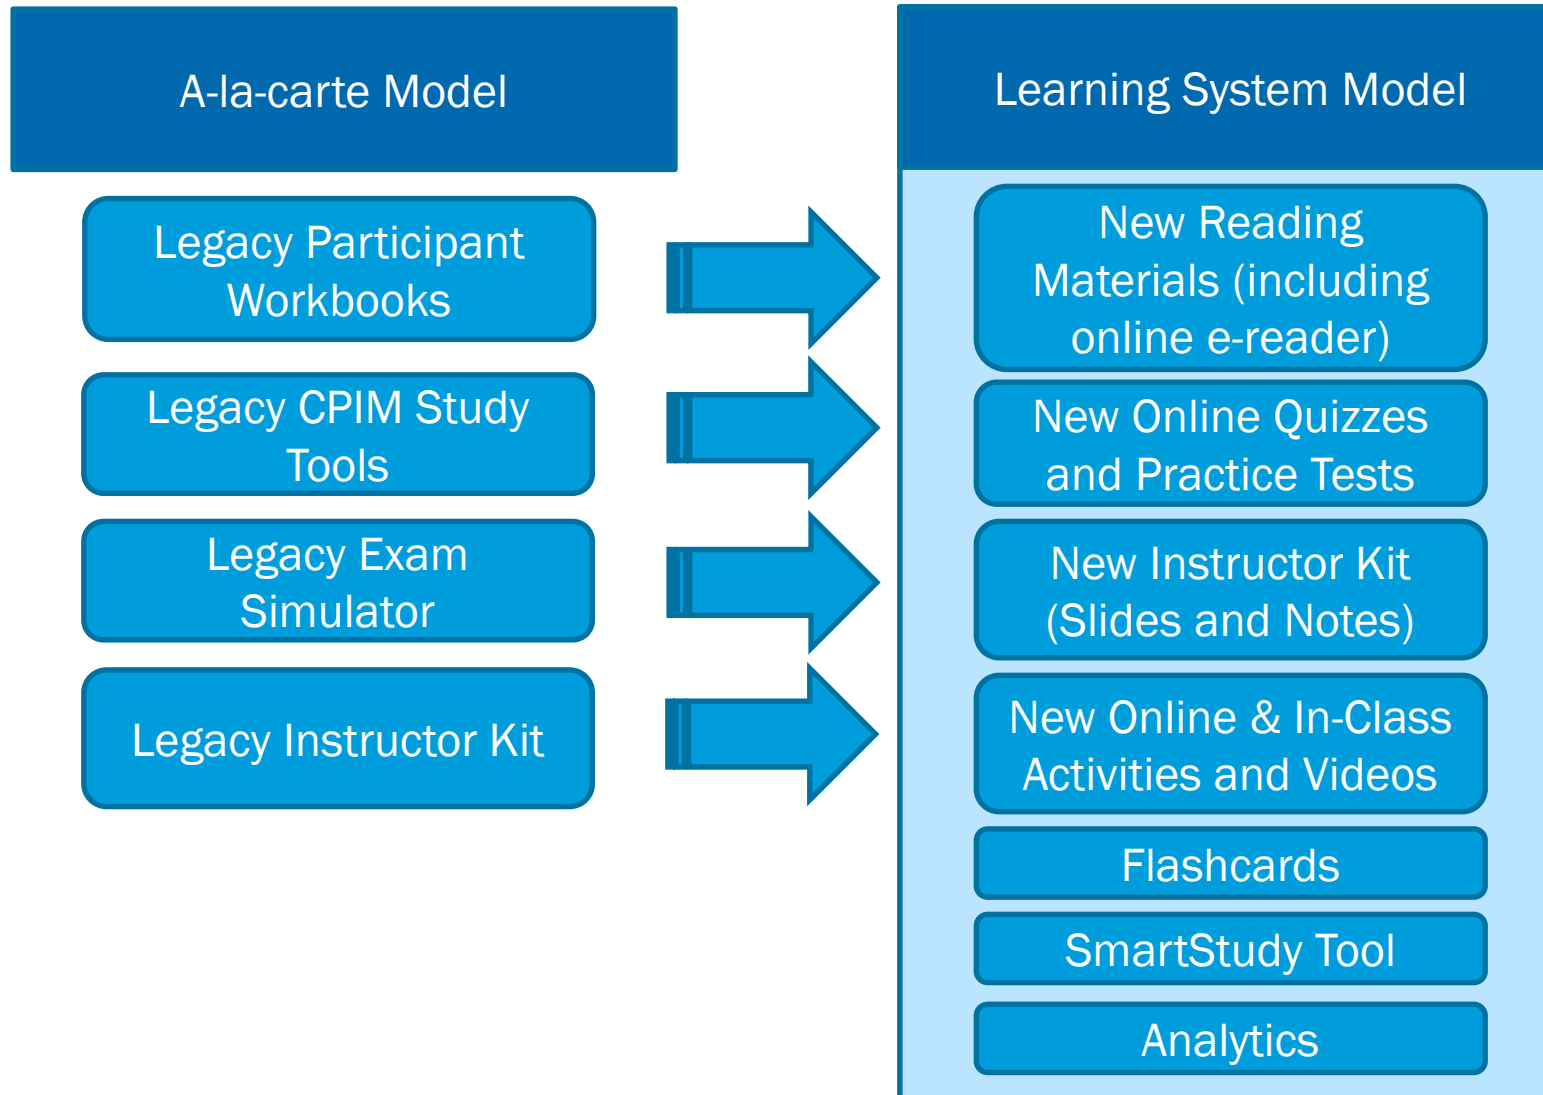 A-la-carte Model
Legacy Participant
Workbooks
Legacy CPIM Study
Tools
Legacy Exam
Simulator
Legacy Instructor Kit
Learning System Model
New Reading
Materials (including
online e-reader)
New Online Quizzes
and Practice Tests
New Instructor Kit
(Slides and Notes)
New Online & In-Class
Activities and Videos
Flashcards
SmartStudy Tool
Analytics